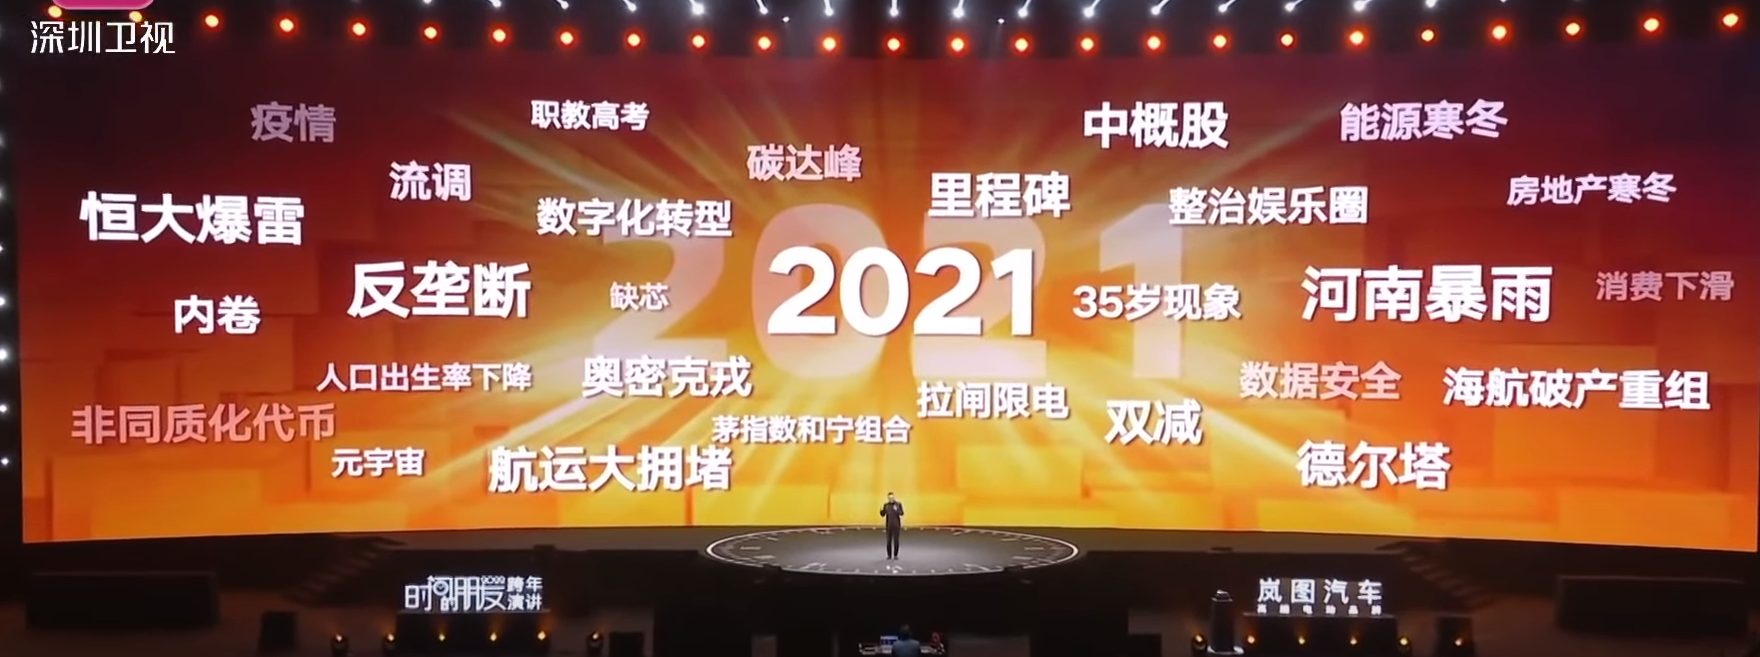 深圳卫视
疫情
职教高考
碳达峰
中概股
能源寒冬
流调
恒大爆雷
数字化转型
里程碑
整治娱乐圈
房地产寒冬
内卷
反垄断
缺芯
2021
2021
35岁现象
河南暴雨
消费下滑
人口出生率下降
奥密克戎
拉闸限电
数据安全
海航破产重组
非同质化代币
元宇宙
航运大拥堵
茅指数和宁组合
双减
德尔塔
时间的朋友 2022 跨年演讲
岚图汽车
高端电动品牌